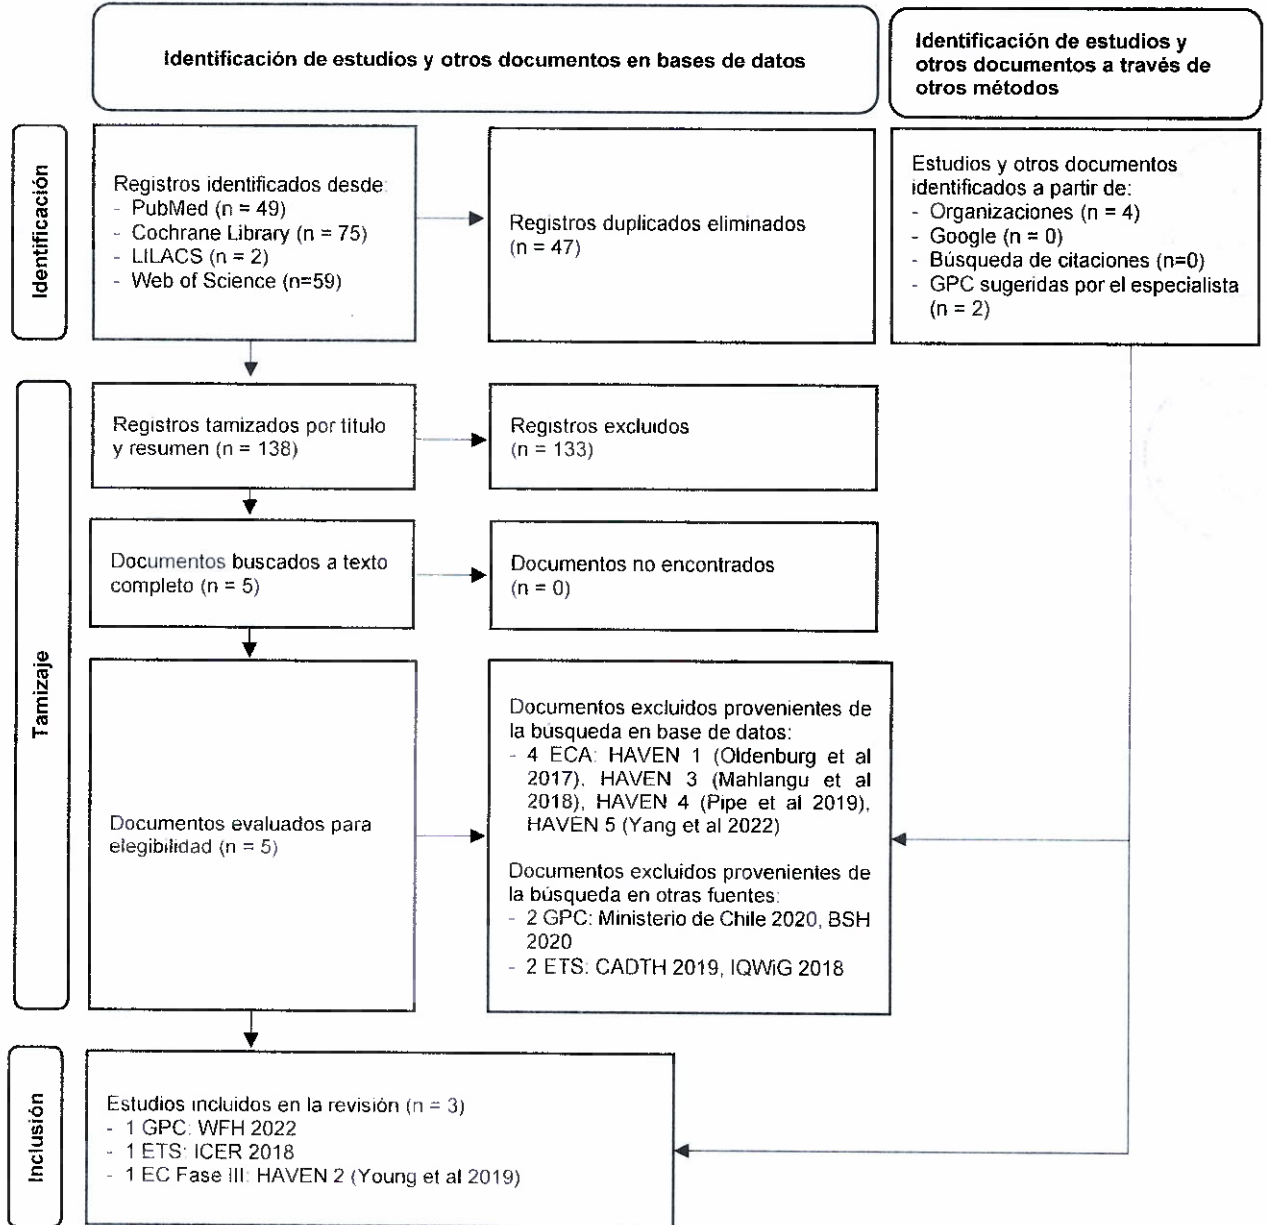 Identificación de estudios y otros documentos en bases de datos
Identificación de estudios y
otros documentos a través de
otros métodos
Identificación
Registros identificados desde:
- PubMed (n = 49)
- Cochrane Library (n = 75)
- LILACS (n = 2)
- Web of Science (n=59)
Registros duplicados eliminados
(n = 47)
Estudios y otros documentos
identificados a partir de:
- Organizaciones (n = 4)
- Google (n = 0)
- Búsqueda de citaciones (n=0)
- GPC sugeridas por el especialista
(n = 2)
Tamizaje
Registros tamizados por titulo
y resumen (n = 138)
Registros excluidos
(n = 133)
Documentos buscados a texto
completo (n = 5)
Documentos no encontrados
(n = 0)
Documentos evaluados para
elegibilidad (n = 5)
Documentos excluidos provenientes de
la búsqueda en base de datos:
- 4 ECA: HAVEN 1 (Oldenburg et al
2017), HAVEN 3 (Mahlangu et al
2018), HAVEN 4 (Pipe et al 2019),
HAVEN 5 (Yang et al 2022)
Documentos excluidos provenientes de
la búsqueda en otras fuentes:
- 2 GPC: Ministerio de Chile 2020, BSH
2020
- 2 ETS: CADTH 2019, IQWiG 2018
Inclusión
Estudios incluidos en la revisión (n = 3)
- 1 GPC: WFH 2022
- 1 ETS: ICER 2018
- 1 EC Fase III: HAVEN 2 (Young et al 2019)